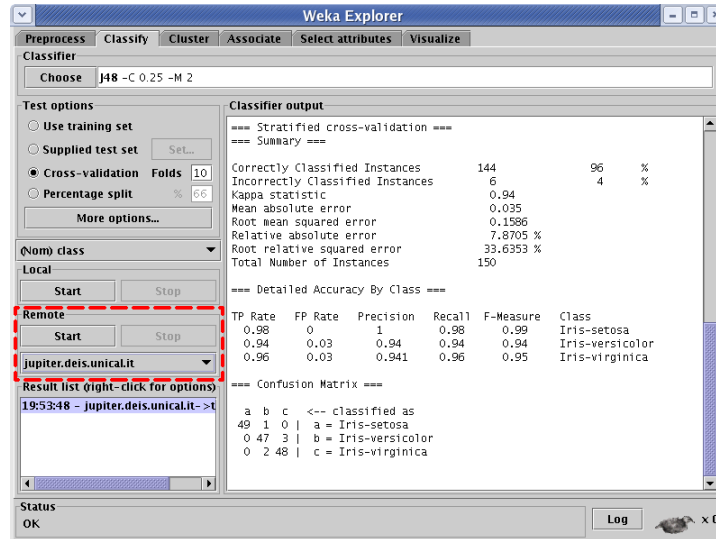 Weka Explorer
Preprocess Classify Cluster Associate Select attributes Visualize
Classifier
Choose J48 -C 0.25 -M 2
Test options
Use training set
Supplied test set Set...
Cross-validation Folds 10
Percentage split % 66
More options...
(Nom) class
Local
Start Stop
Remote
Start Stop
jupiter.deis.unical.it
Result list (right-click for options)
19:53:48 - jupiter.deis.unical.it->t
Classifier output
=== Stratified cross-validation ===
=== Summary ===
Correctly Classified Instances 144 96 %
Incorrectly Classified Instances 6 4 %
Kappa statistic 0.94
Mean absolute error 0.035
Root mean squared error 0.1586
Relative absolute error 7.8705 %
Root relative squared error 33.6353 %
Total Number of Instances 150
=== Detailed Accuracy By Class ===
TP Rate FP Rate Precision Recall F-Measure Class
0.98 0 1 0.98 0.99 Iris-setosa
0.94 0.03 0.94 0.94 0.94 Iris-versicolor
0.96 0.03 0.941 0.96 0.95 Iris-virginica
=== Confusion Matrix ===
a b c <-- classified as
49 1 0 | a = Iris-setosa
0 47 3 | b = Iris-versicolor
0 2 48 | c = Iris-virginica
Status
OK
Log
x 0